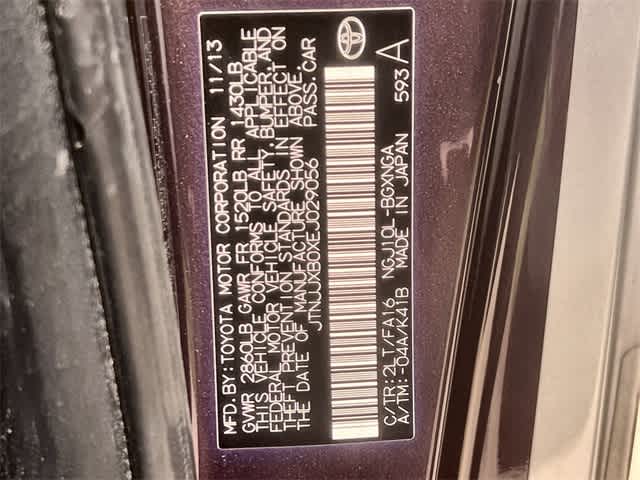 MFD. BY: TOYOTA MOTOR CORPORATION 11/13
GVWR 2860LB GAWR FR 1520LB RR 1430LB
THIS VEHICLE CONFORMS TO ALL APPLICABLE
FEDERAL MOTOR VEHICLE SAFETY, BUMPER, AND
THEFT PREVENTION STANDARDS IN EFFECT ON
THE DATE OF MANUFACTURE SHOWN ABOVE.
JTNJJXB0XEJ029056 PASS. CAR
C/TR: 2LT/FA16 NGJ10L-BGXNGA
A/TM: -04A/K41B MADE IN JAPAN 593 A